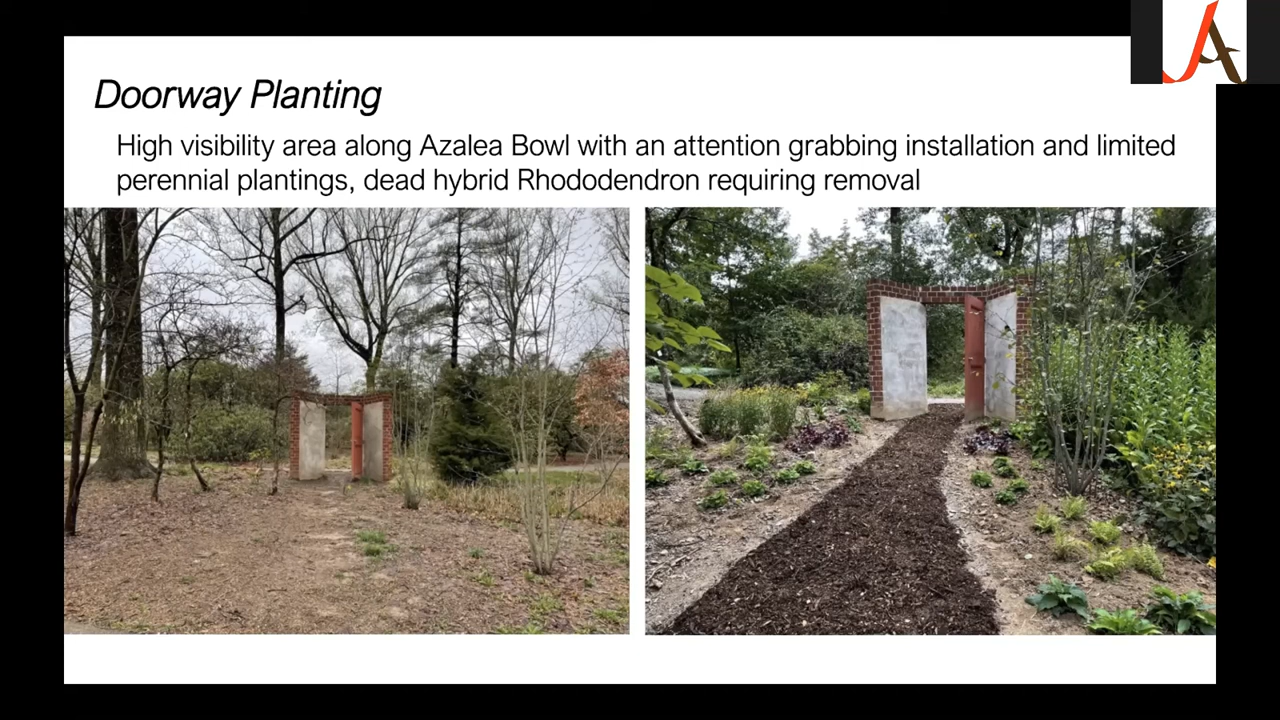 Doorway Planting
High visibility area along Azalea Bowl with an attention grabbing installation and limited
perennial plantings, dead hybrid Rhododendron requiring removal